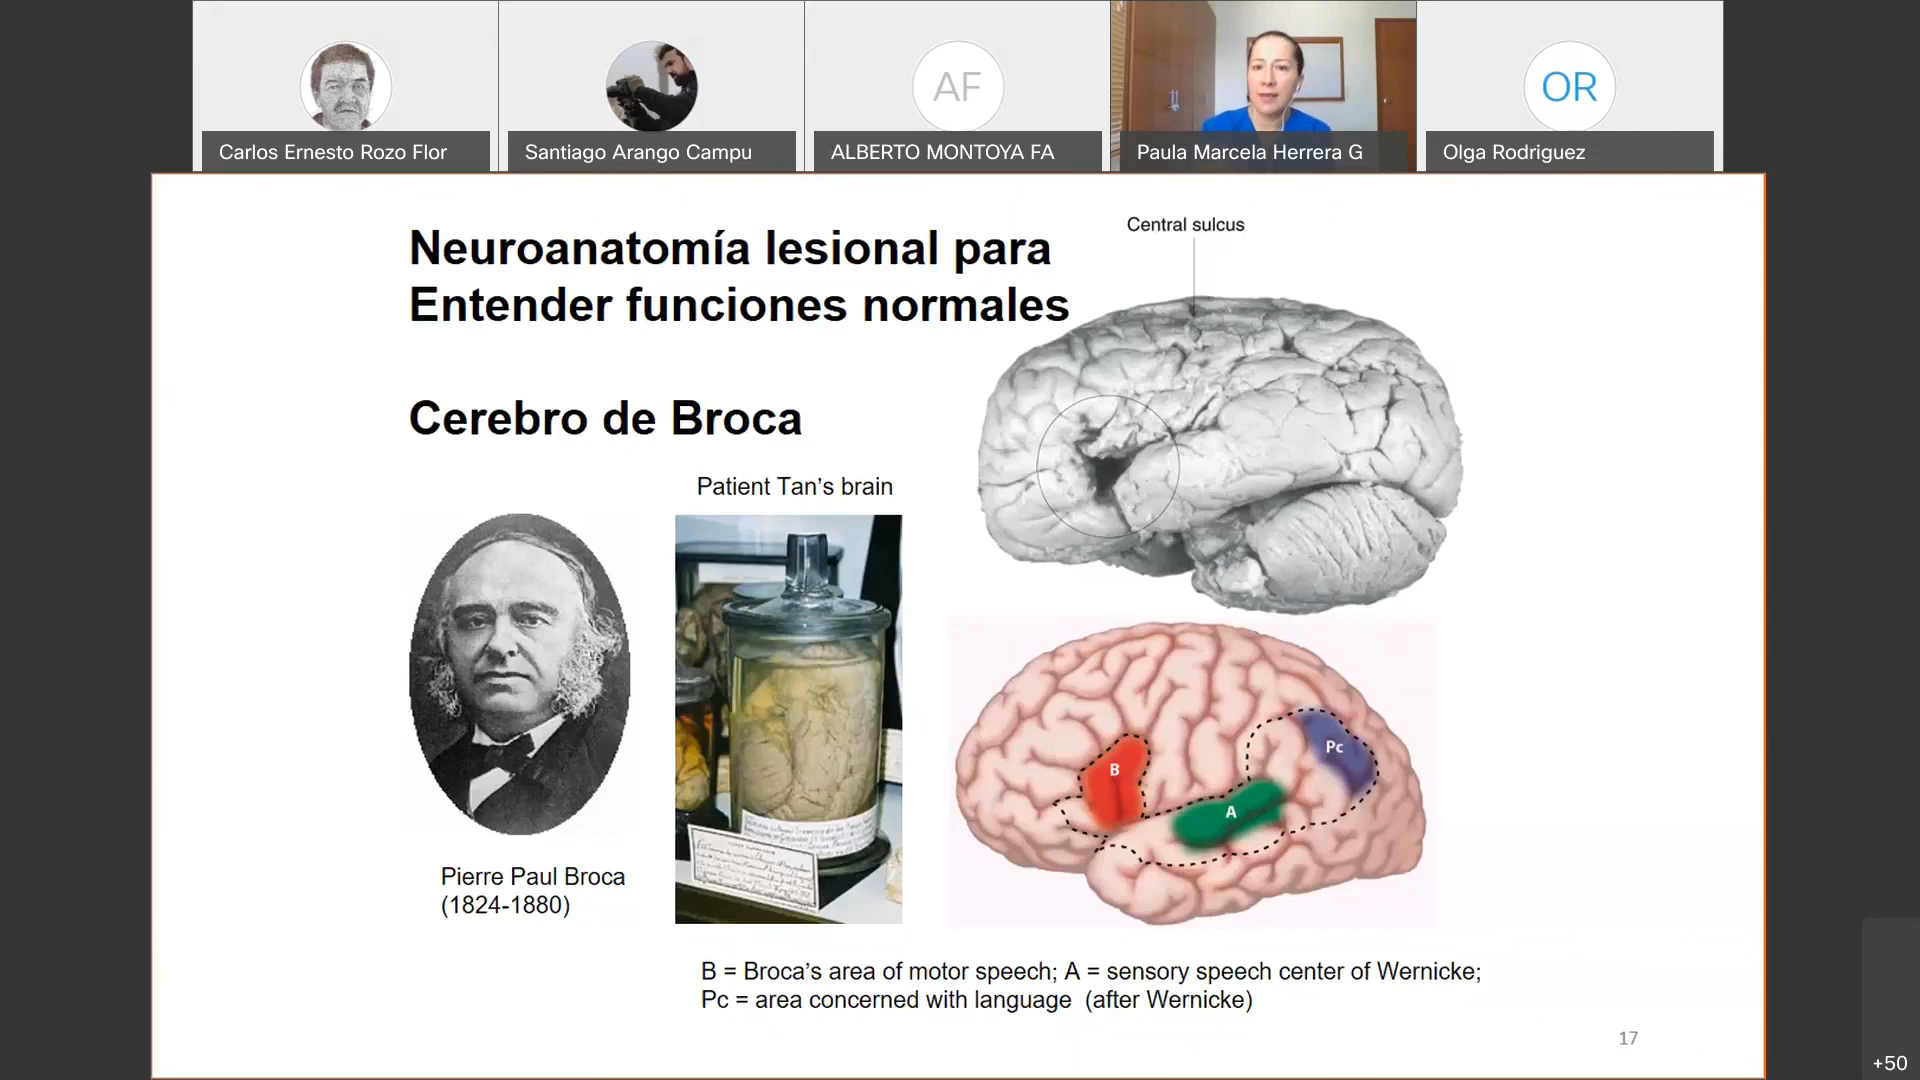 AF
OR
Carlos Ernesto Rozo Flor
Santiago Arango Campu
ALBERTO MONTOYA FA
Paula Marcela Herrera G
Olga Rodriguez
Neuroanatomía lesional para
Entender funciones normales
Central sulcus
Cerebro de Broca
Patient Tan's brain
Pc
B
A
Pierre Paul Broca
(1824-1880)
B = Broca's area of motor speech; A = sensory speech center of Wernicke;
Pc = area concerned with language (after Wernicke)
17
+50